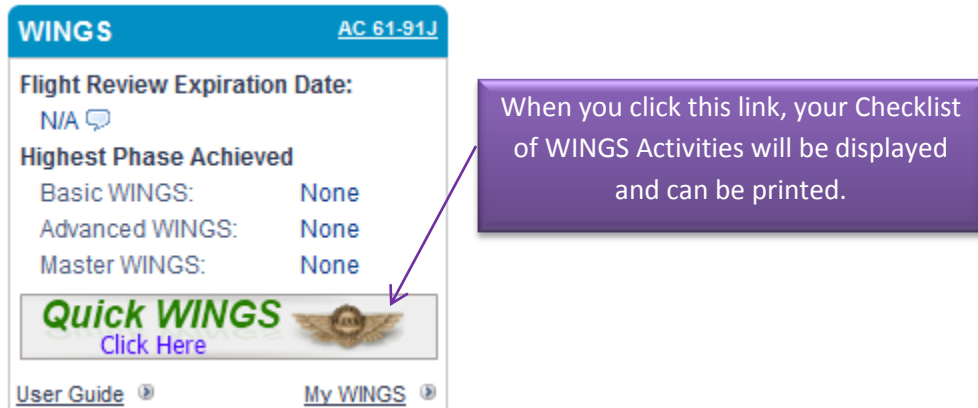 WINGS AC 61-91J
Flight Review Expiration Date:
N/A
Highest Phase Achieved
Basic WINGS: None
Advanced WINGS: None
Master WINGS: None
Quick WINGS
Click Here
User Guide My WINGS
When you click this link, your Checklist
of WINGS Activities will be displayed
and can be printed.